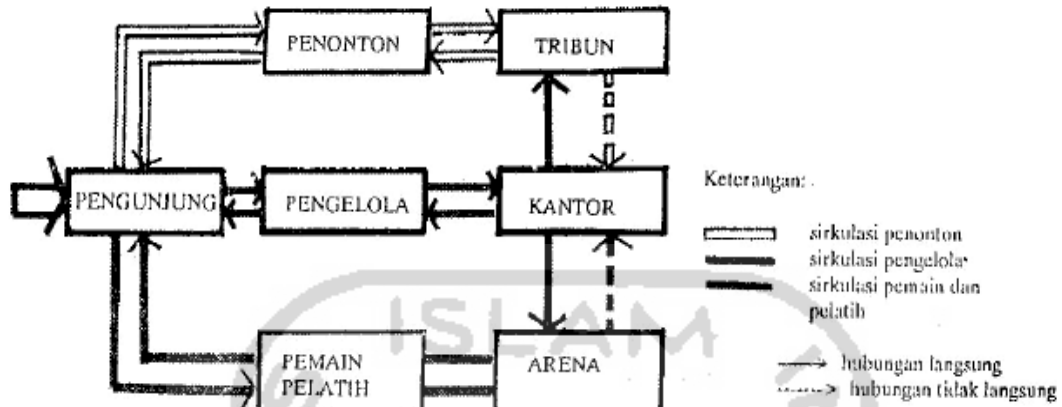 PENONTON
TRIBUN
PENGUNJUNG
PENGELOLA
KANTOR
Keterangan:
sirkulasi penonton
sirkulasi pengelola
sirkulasi pemain dan
pelatih
ISLAM
PEMAIN
PELATIH
ARENA
hubungan langsung
hubungan tidak langsung